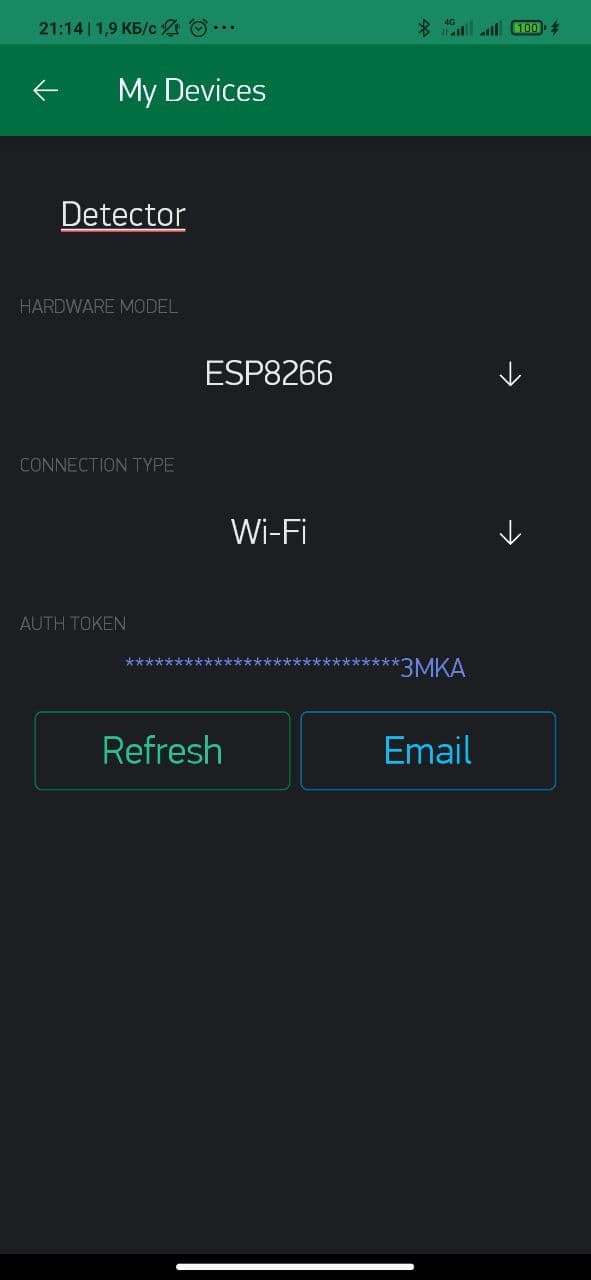 21:14 | 1,9 КБ/с ...
4G
100
My Devices
Detector
HARDWARE MODEL
ESP8266
CONNECTION TYPE
Wi-Fi
AUTH TOKEN
****************************3MKA
Refresh
Email